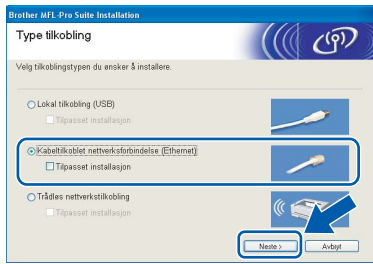 Brother MFL-Pro Suite Installation
Type tilkobling
Velg tilkoblingstypen du ønsker å installere.
Lokal tilkobling (USB)
Tilpasset installasjon
Kabeltilkoblet nettverksforbindelse (Ethernet)
Tilpasset installasjon
Trådløs nettverkstilkobling
Tilpasset installasjon
Neste >
Avbryt